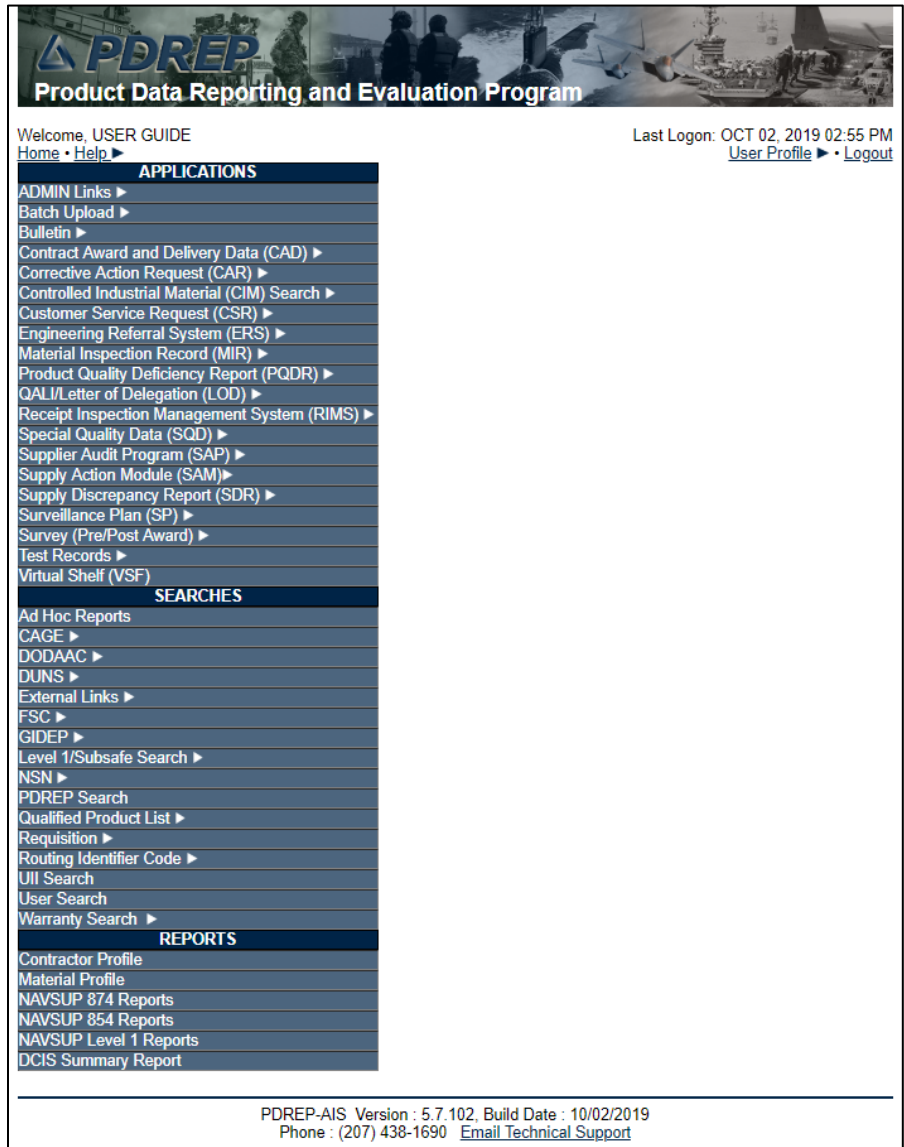 PDREP
Product Data Reporting and Evaluation Program
Welcome, USER GUIDE Last Logon: OCT 02, 2019 02:55 PM
Home • Help ► User Profile ► • Logout
APPLICATIONS
ADMIN Links ►
Batch Upload ►
Bulletin ►
Contract Award and Delivery Data (CAD) ►
Corrective Action Request (CAR) ►
Controlled Industrial Material (CIM) Search ►
Customer Service Request (CSR) ►
Engineering Referral System (ERS) ►
Material Inspection Record (MIR) ►
Product Quality Deficiency Report (PQDR) ►
QALI/Letter of Delegation (LOD) ►
Receipt Inspection Management System (RIMS) ►
Special Quality Data (SQD) ►
Supplier Audit Program (SAP) ►
Supply Action Module (SAM)►
Supply Discrepancy Report (SDR) ►
Surveillance Plan (SP) ►
Survey (Pre/Post Award) ►
Test Records ►
Virtual Shelf (VSF)
SEARCHES
Ad Hoc Reports
CAGE ►
DODAAC ►
DUNS ►
External Links ►
FSC ►
GIDEP ►
Level 1/Subsafe Search ►
NSN ►
PDREP Search
Qualified Product List ►
Requisition ►
Routing Identifier Code ►
UII Search
User Search
Warranty Search ►
REPORTS
Contractor Profile
Material Profile
NAVSUP 874 Reports
NAVSUP 854 Reports
NAVSUP Level 1 Reports
DCIS Summary Report
PDREP-AIS Version : 5.7.102, Build Date : 10/02/2019
Phone : (207) 438-1690 Email Technical Support